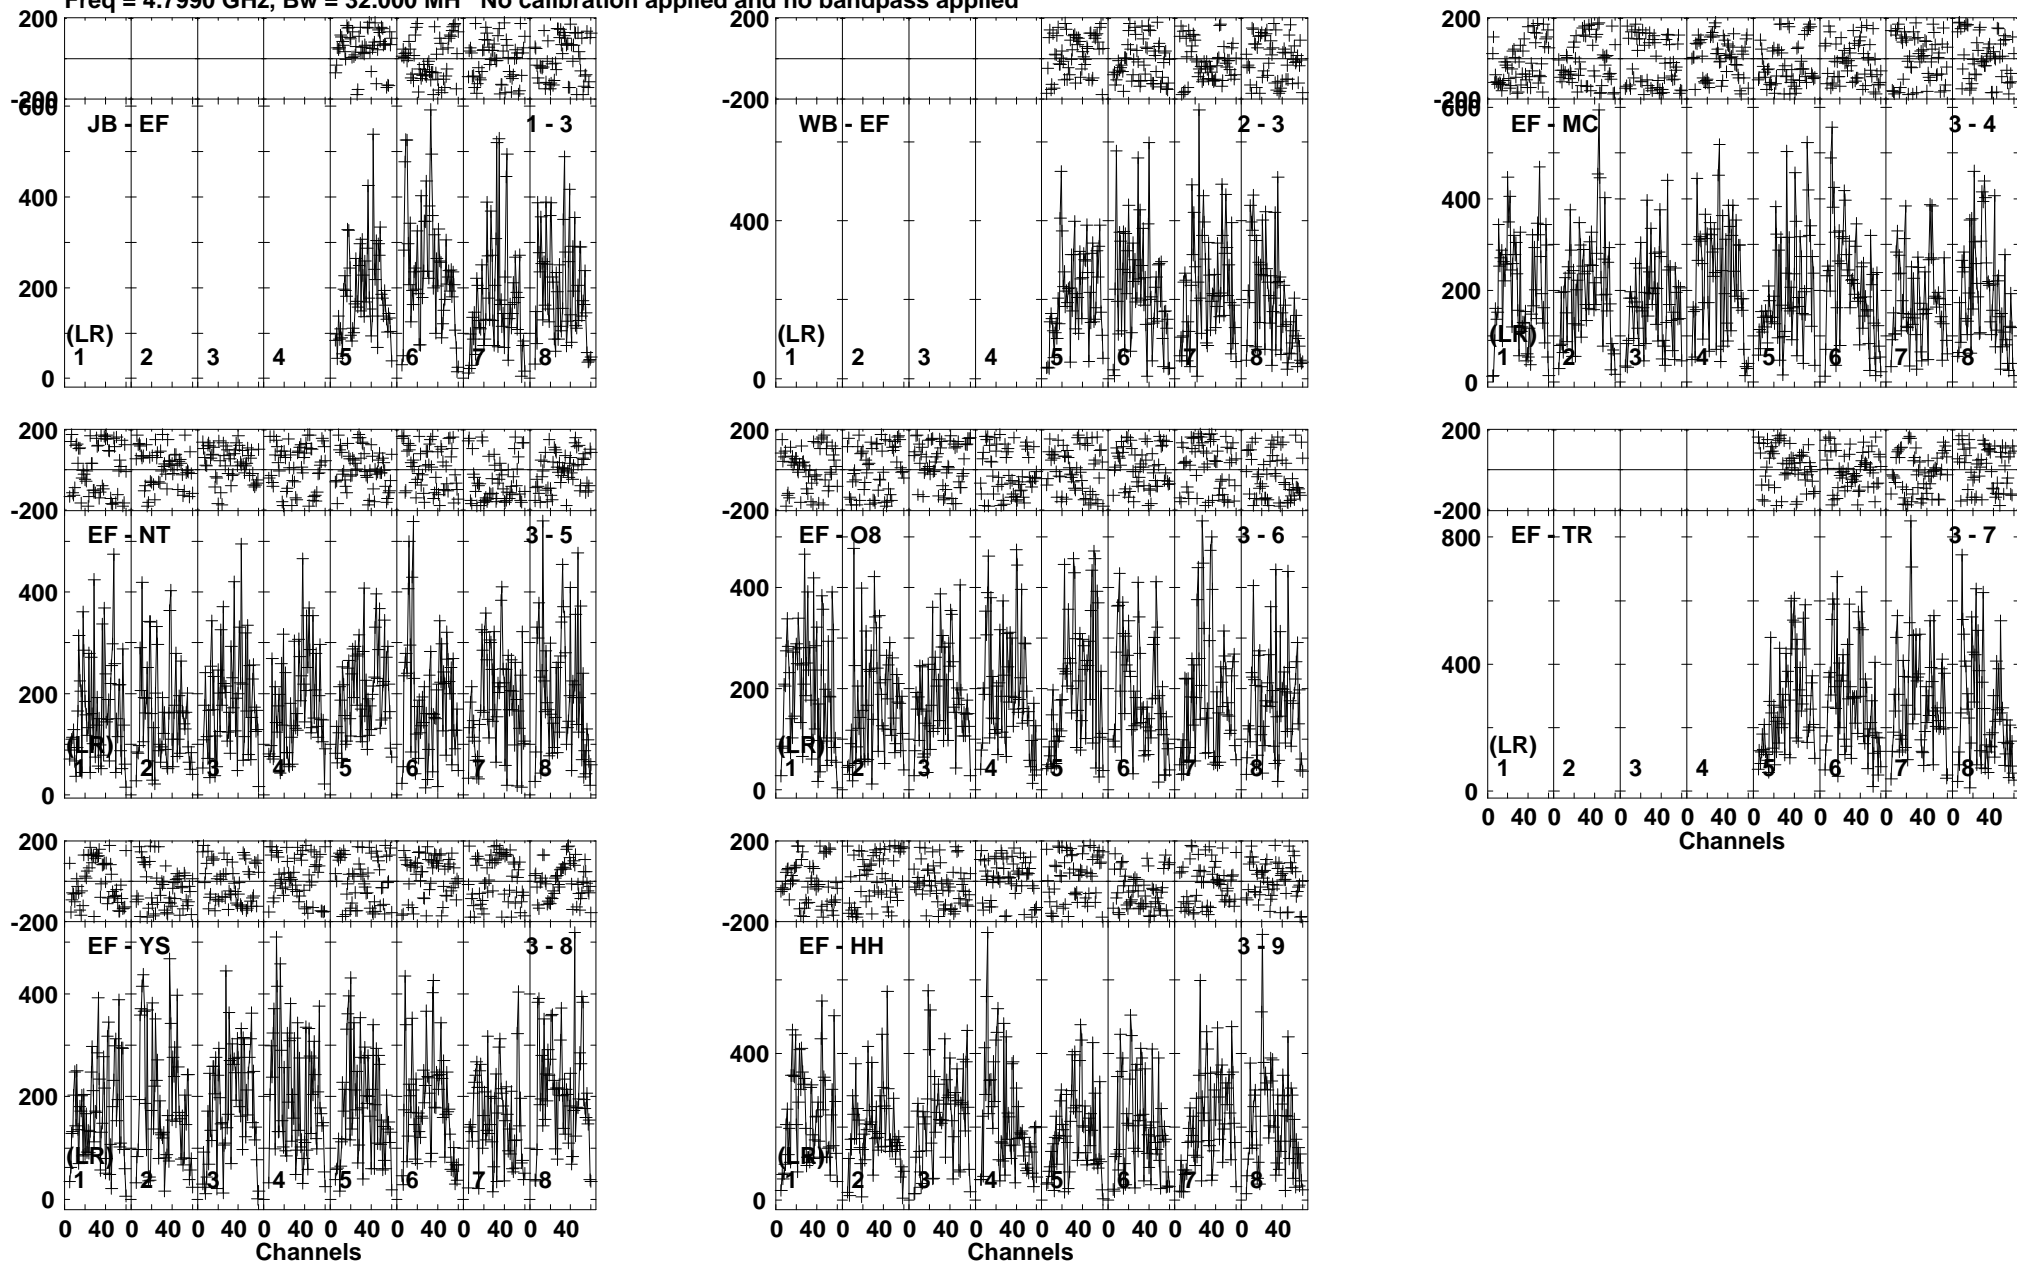 Freq = 4.7990 GHz, Bw = 32.000 MH No calibration applied and no bandpass applied
200
-200
600
400
200
0
JB - EF
1 - 3
(LR)
1 2 3 4 5 6 7 8
200
-200
400
0
WB - EF
2 - 3
(LR)
1 2 3 4 5 6 7 8
200
-200
600
400
200
0
EF - MC
3 - 4
(LR)
1 2 3 4 5 6 7 8
200
-200
400
200
0
EF - NT
3 - 5
(LR)
1 2 3 4 5 6 7 8
200
-200
400
200
0
EF - O8
3 - 6
(LR)
1 2 3 4 5 6 7 8
200
-200
800
400
0
EF - TR
3 - 7
(LR)
1 2 3 4 5 6 7 8
0 40 0 40 0 40 0 40 0 40 0 40 0 40 0 40
Channels
200
-200
400
200
0
EF - YS
3 - 8
(LR)
1 2 3 4 5 6 7 8
0 40 0 40 0 40 0 40 0 40 0 40 0 40 0 40
Channels
200
-200
400
0
EF - HH
3 - 9
(LR)
1 2 3 4 5 6 7 8
0 40 0 40 0 40 0 40 0 40 0 40 0 40 0 40
Channels